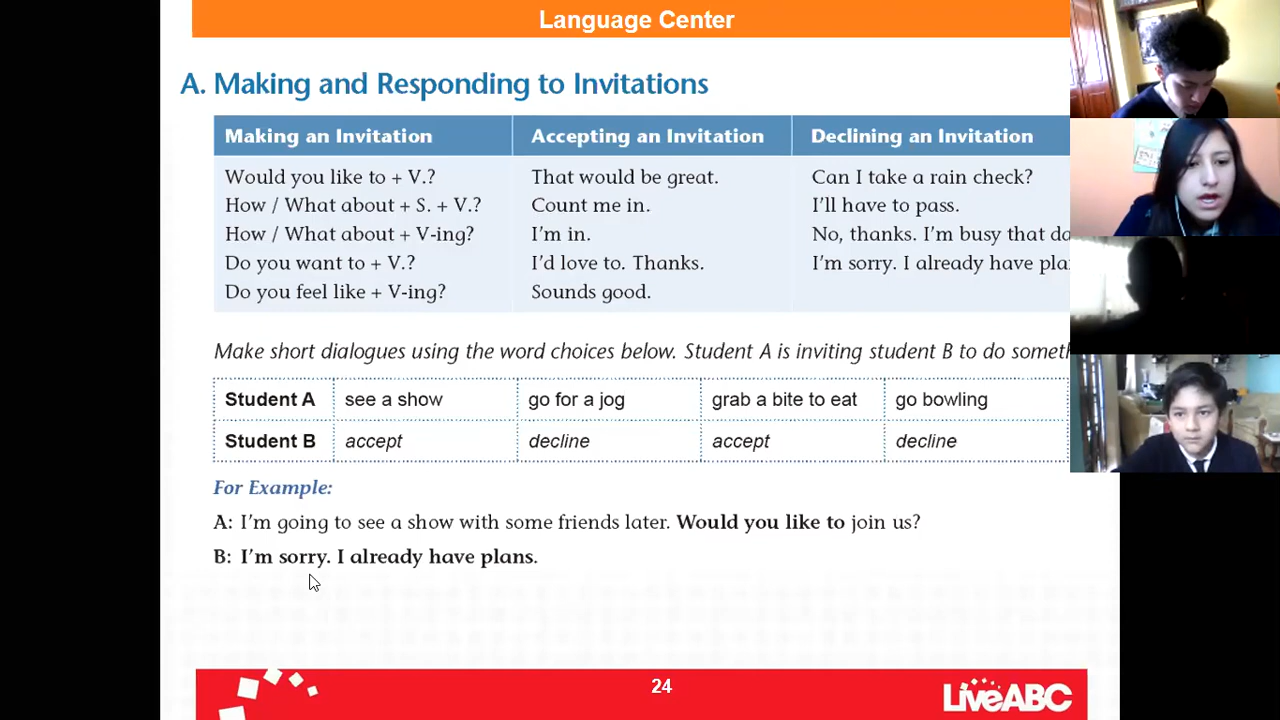 Language Center
A. Making and Responding to Invitations
Making an Invitation Accepting an Invitation Declining an Invitation
Would you like to + V.? That would be great. Can I take a rain check?
How / What about + S. + V.? Count me in. I'll have to pass.
How / What about + V-ing? I'm in. No, thanks. I'm busy that
Do you want to + V.? I'd love to. Thanks. I'm sorry. I already have
Do you feel like + V-ing? Sounds good.
Make short dialogues using the word choices below. Student A is inviting student B to do
Student A see a show go for a jog grab a bite to eat go bowling
Student B accept decline accept decline
For Example:
A: I'm going to see a show with some friends later. Would you like to join us?
B: I'm sorry. I already have plans.
24
LiveABC